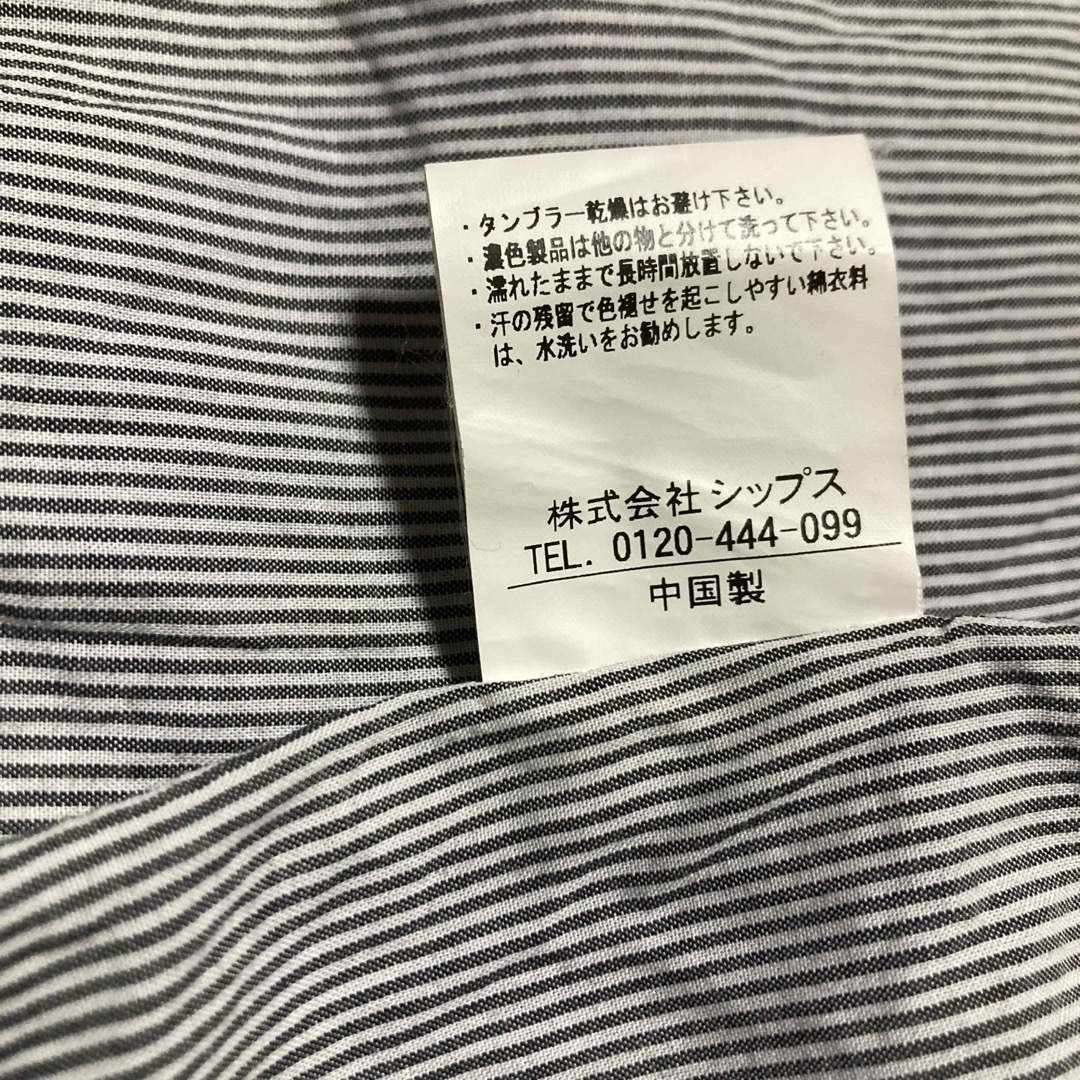 ・タンブラー乾燥はお避け下さい。
・濃色製品は他の物と分けて洗って下さい。
・濡れたままで長時間放置しないで下さい。
・汗の残留で色褪せを起こしやすい綿衣料
は、水洗いをお勧めします。
株式会社 シップス
TEL. 0120-444-099
中国製